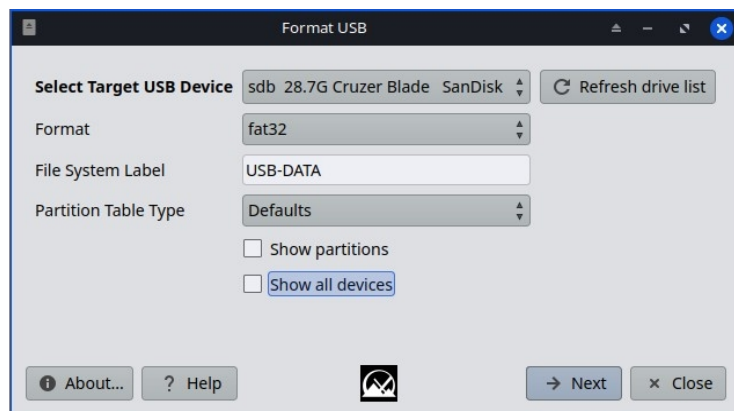 Format USB
Select Target USB Device sdb 28.7G Cruzer Blade SanDisk Refresh drive list
Format fat32
File System Label USB-DATA
Partition Table Type Defaults
Show partitions
Show all devices
About... ? Help Next Close